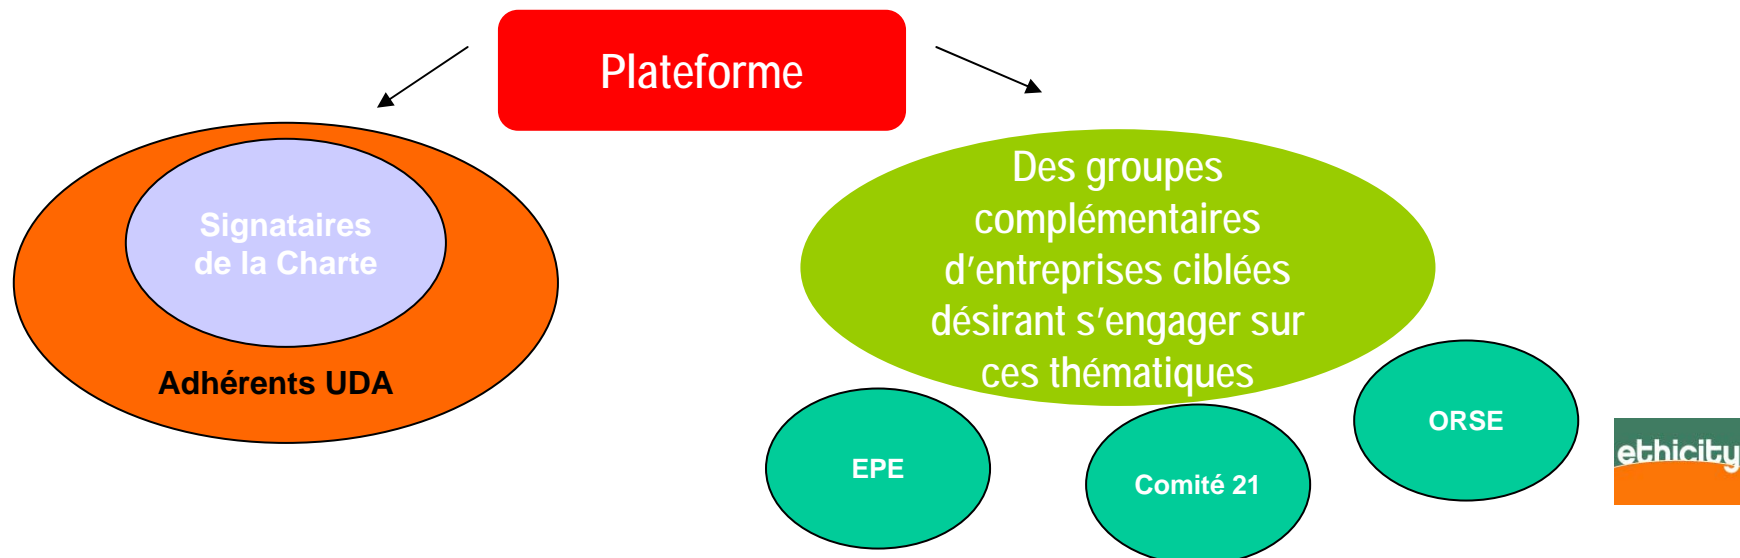 Plateforme
Signataires
de la Charte
Adhérents UDA
Des groupes
complémentaires
d’entreprises ciblées
désirant s’engager sur
ces thématiques
EPE
Comité 21
ORSE
ethicity